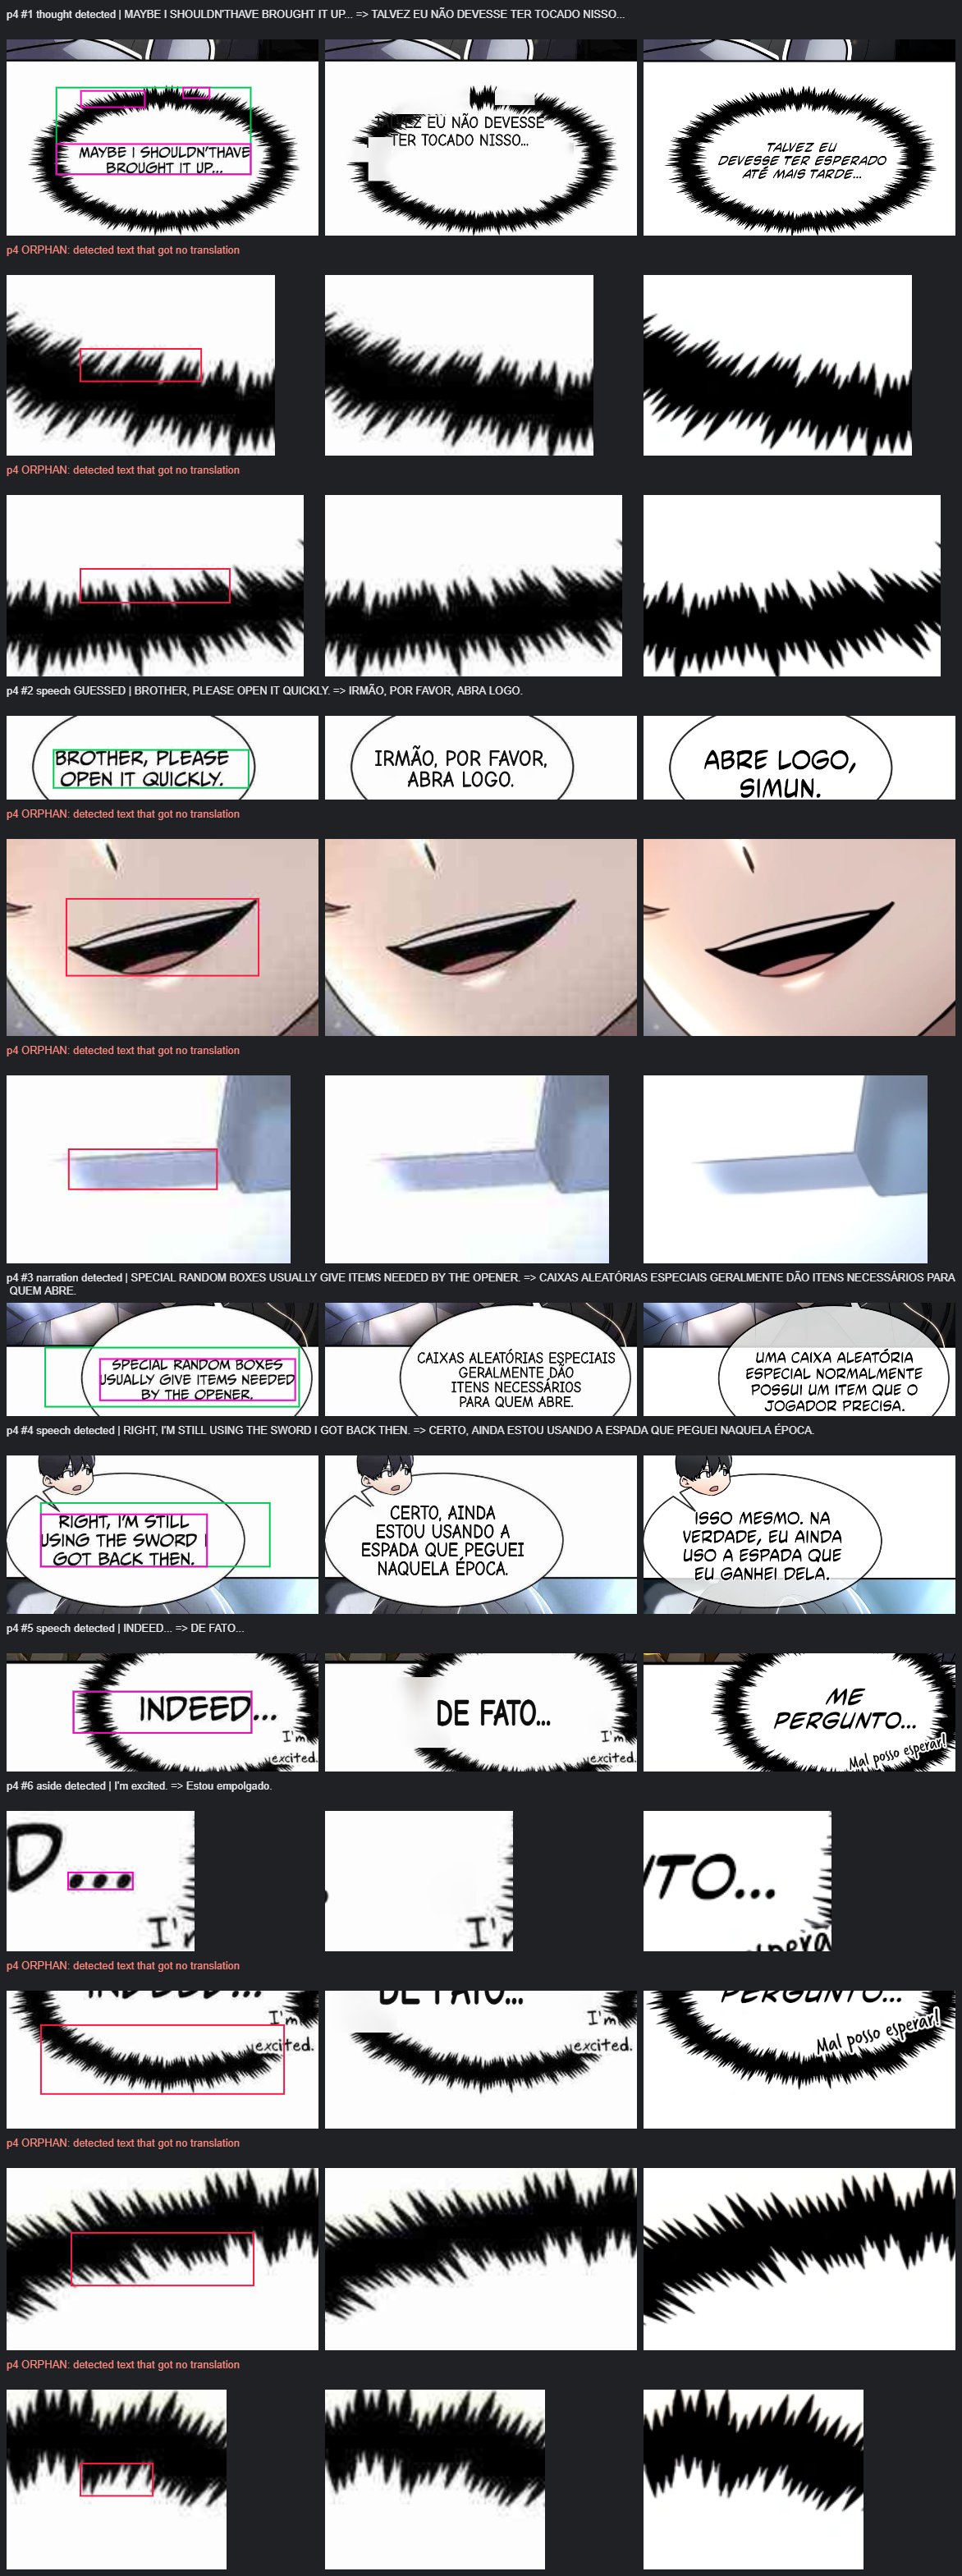 p4 #1 thought detected | MAYBE I SHOULDN'THAVE BROUGHT IT UP... => TALVEZ EU NÃO DEVESSE TER TOCADO NISSO...
MAYBE I SHOULDN'THAVE
BROUGHT IT UP...
TALVEZ EU NÃO DEVESSE
TER TOCADO NISSO...
TALVEZ EU
DEVESSE TER ESPERADO
ATÉ MAIS TARDE...
p4 ORPHAN: detected text that got no translation
p4 ORPHAN: detected text that got no translation
p4 #2 speech GUESSED | BROTHER, PLEASE OPEN IT QUICKLY. => IRMÃO, POR FAVOR, ABRA LOGO.
BROTHER, PLEASE
OPEN IT QUICKLY.
IRMÃO, POR FAVOR,
ABRA LOGO.
ABRE LOGO,
SIMUN.
p4 ORPHAN: detected text that got no translation
p4 ORPHAN: detected text that got no translation
p4 #3 narration detected | SPECIAL RANDOM BOXES USUALLY GIVE ITEMS NEEDED BY THE OPENER. => CAIXAS ALEATÓRIAS ESPECIAIS GERALMENTE DÃO ITENS NECESSÁRIOS PARA
QUEM ABRE.
SPECIAL RANDOM BOXES
USUALLY GIVE ITEMS NEEDED
BY THE OPENER.
CAIXAS ALEATÓRIAS ESPECIAIS
GERALMENTE DÃO
ITENS NECESSÁRIOS
PARA QUEM ABRE.
UMA CAIXA ALEATÓRIA
ESPECIAL NORMALMENTE
POSSUI UM ITEM QUE O
JOGADOR PRECISA.
p4 #4 speech detected | RIGHT, I'M STILL USING THE SWORD I GOT BACK THEN. => CERTO, AINDA ESTOU USANDO A ESPADA QUE PEGUEI NAQUELA ÉPOCA.
RIGHT, I'M STILL
USING THE SWORD I
GOT BACK THEN.
CERTO, AINDA
ESTOU USANDO A
ESPADA QUE PEGUEI
NAQUELA ÉPOCA.
ISSO MESMO. NA
VERDADE, EU AINDA
USO A ESPADA QUE
EU GANHEI DELA.
p4 #5 speech detected | INDEED... => DE FATO...
INDEED...
I'm
excited.
DE FATO...
I'm
excited.
ME
PERGUNTO...
Mal posso esperar!
p4 #6 aside detected | I'm excited. => Estou empolgado.
D...
I'm
I'm
NTO...
spera
p4 ORPHAN: detected text that got no translation
INDEED...
I'm
excited.
DE FATO...
I'm
excited.
PERGUNTO...
Mal posso esperar!
p4 ORPHAN: detected text that got no translation
p4 ORPHAN: detected text that got no translation